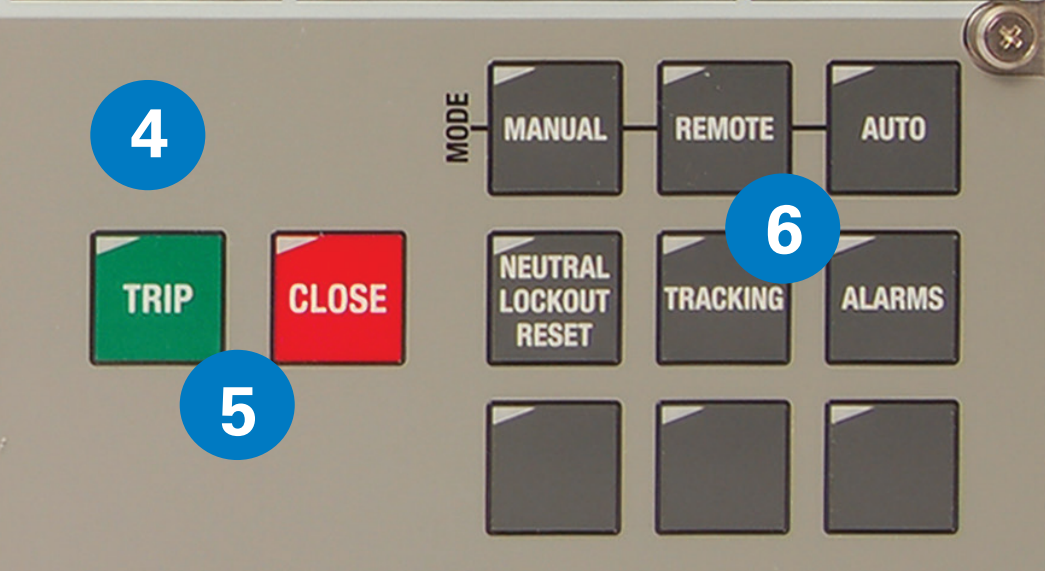 4
MODE
MANUAL
REMOTE
AUTO
6
TRIP
CLOSE
NEUTRAL
LOCKOUT
RESET
TRACKING
ALARMS
5